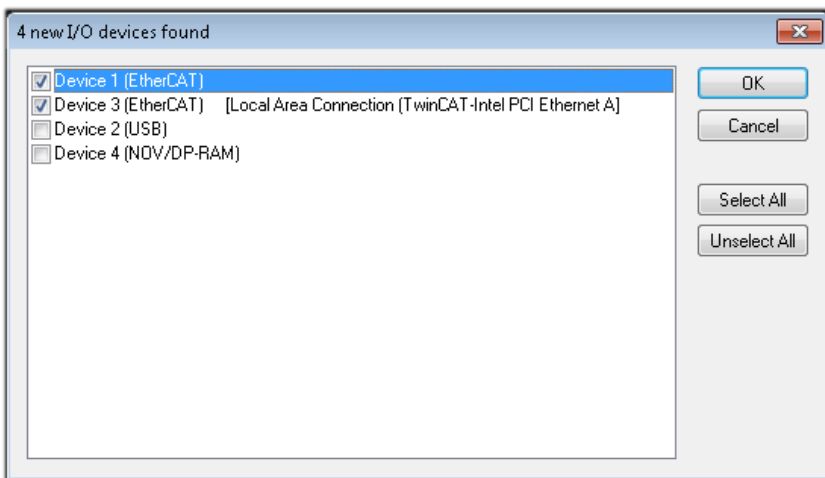 4 new I/O devices found
Device 1 (EtherCAT)
Device 3 (EtherCAT) [Local Area Connection (TwinCAT-Intel PCI Ethernet A]
Device 2 (USB)
Device 4 (NOV/DP-RAM)
OK
Cancel
Select All
Unselect All